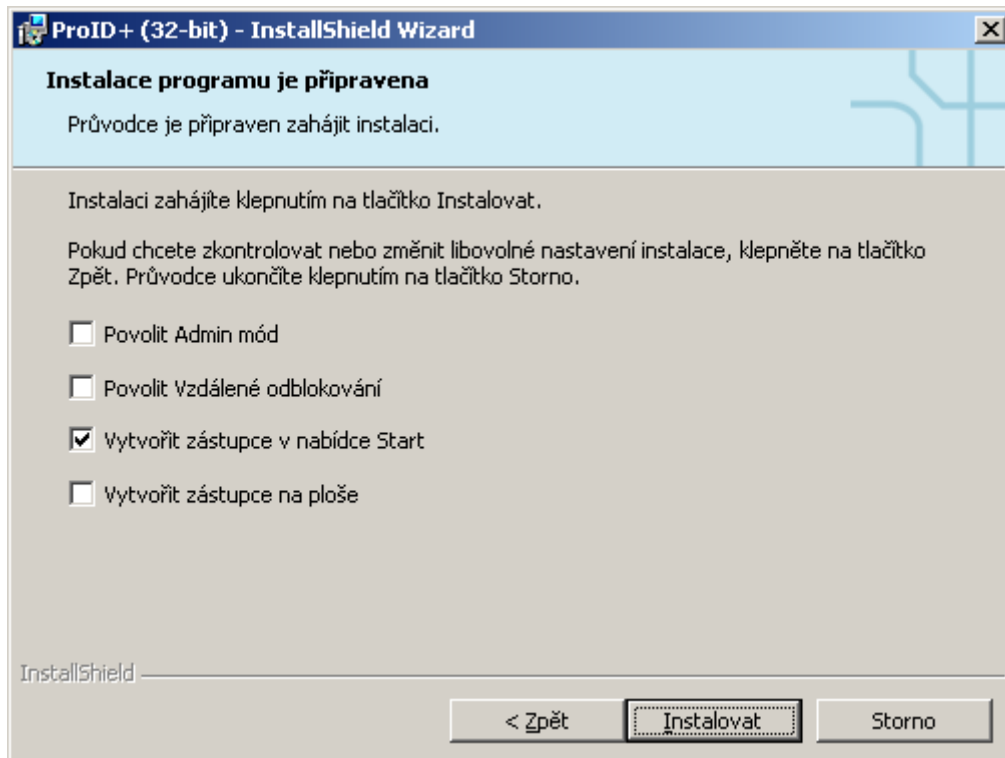 ProID+ (32-bit) - InstallShield Wizard
Instalace programu je připravena
Průvodce je připraven zahájit instalaci.
Instalaci zahájíte klepnutím na tlačítko Instalovat.
Pokud chcete zkontrolovat nebo změnit libovolné nastavení instalace, klepněte na tlačítko
Zpět. Průvodce ukončíte klepnutím na tlačítko Storno.
Povolit Admin mód
Povolit Vzdálené odblokování
Vytvořit zástupce v nabídce Start
Vytvořit zástupce na ploše
InstallShield
< Zpět
Instalovat
Storno